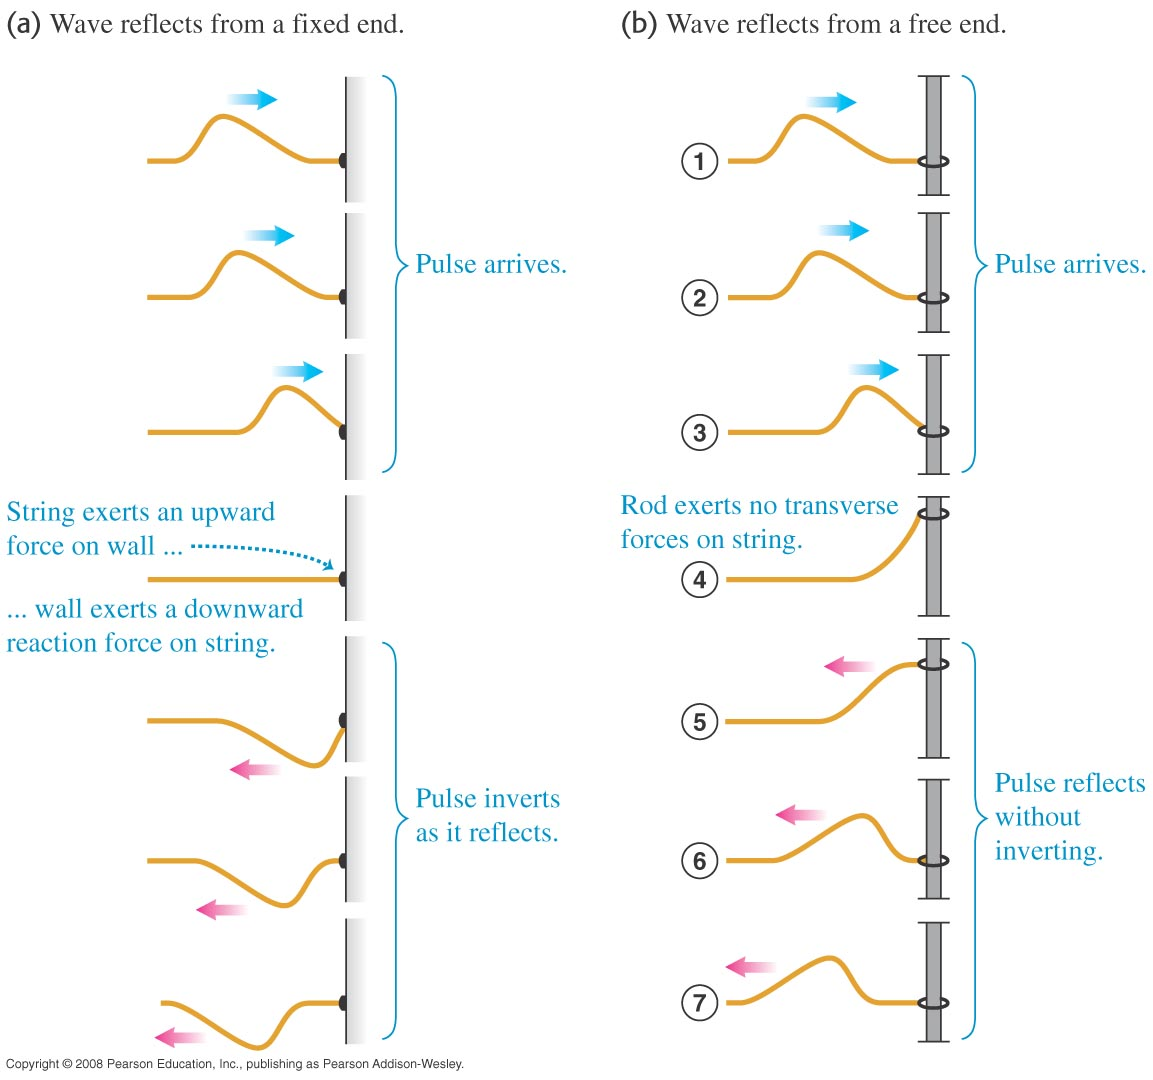 (a) Wave reflects from a fixed end.
Pulse arrives.
String exerts an upward
force on wall ...
... wall exerts a downward
reaction force on string.
Pulse inverts
as it reflects.
(b) Wave reflects from a free end.
1
2
Pulse arrives.
3
Rod exerts no transverse
forces on string.
4
5
Pulse reflects
without
inverting.
6
7
Copyright © 2008 Pearson Education, Inc., publishing as Pearson Addison-Wesley.